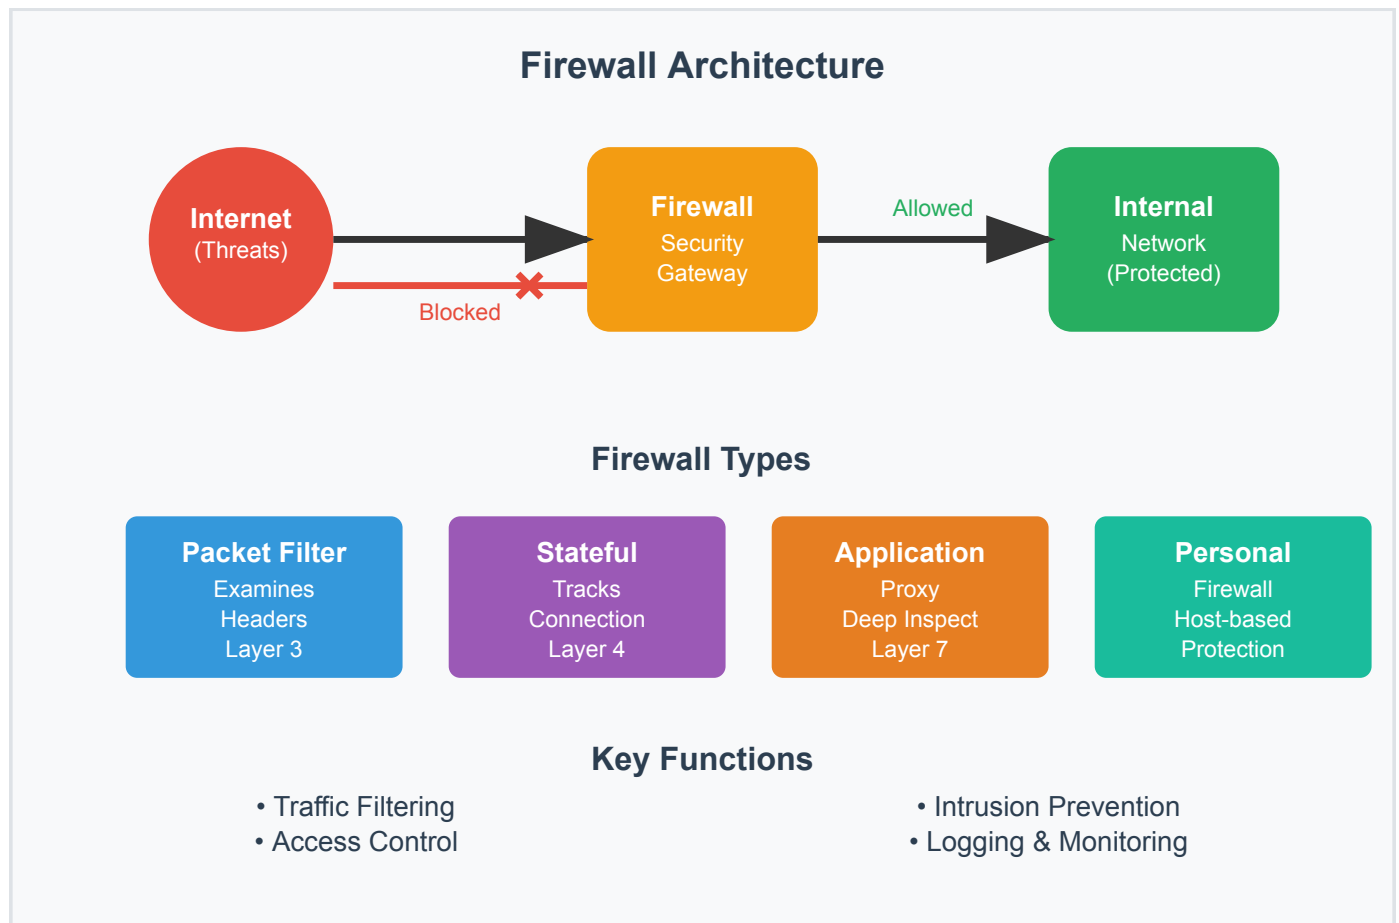 Firewall Architecture
Internet
(Threats)
Blocked
Firewall
Security
Gateway
Allowed
Internal
Network
(Protected)
Firewall Types
Packet Filter
Examines
Headers
Layer 3
Stateful
Tracks
Connection
Layer 4
Application
Proxy
Deep Inspect
Layer 7
Personal
Firewall
Host-based
Protection
Key Functions
• Traffic Filtering
• Access Control
• Intrusion Prevention
• Logging & Monitoring